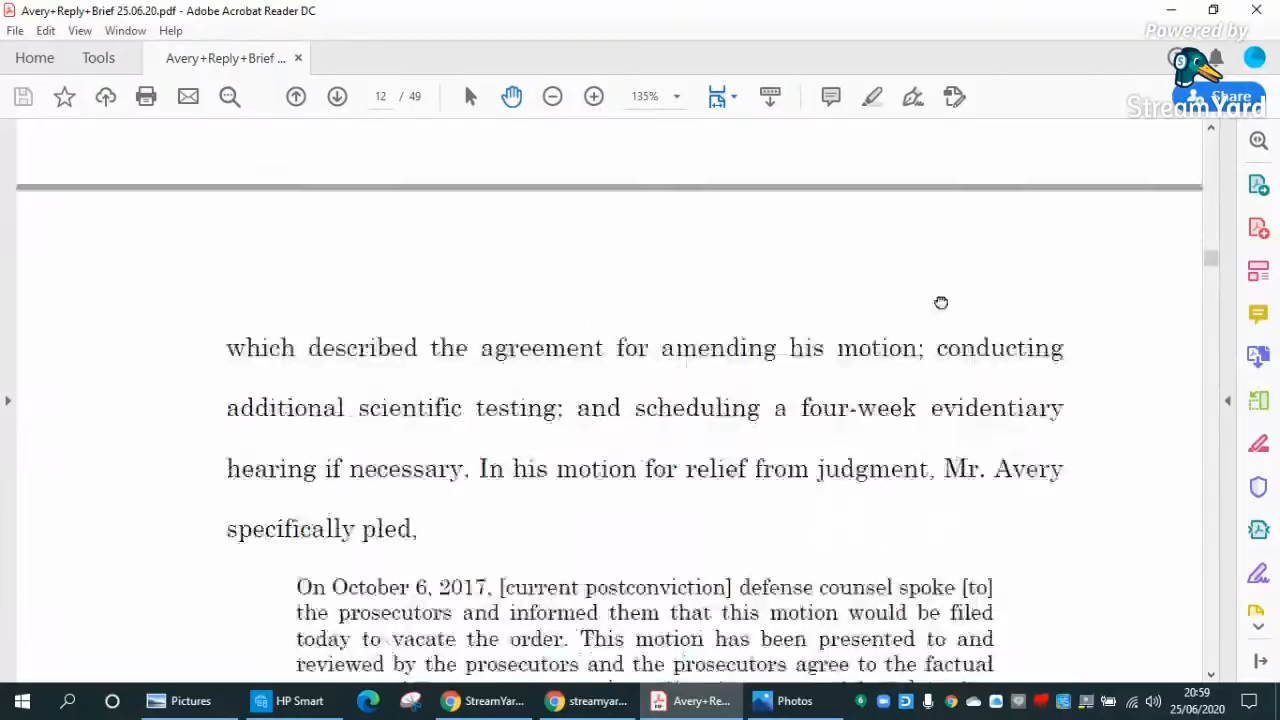 Avery+Reply+Brief 25.06.20.pdf - Adobe Acrobat Reader DC
File Edit View Window Help
Powered by
Home Tools Avery+Reply+Brief ... ×
12 / 49 135% Share
StreamYard
which described the agreement for amending his motion; conducting
additional scientific testing; and scheduling a four-week evidentiary
hearing if necessary. In his motion for relief from judgment, Mr. Avery
specifically pled,
On October 6, 2017, [current postconviction] defense counsel spoke [to]
the prosecutors and informed them that this motion would be filed
today to vacate the order. This motion has been presented to and
reviewed by the prosecutors and the prosecutors agree to the factual
Pictures HP Smart StreamYar... streamyar... Avery+Re... Photos 20:59
25/06/2020